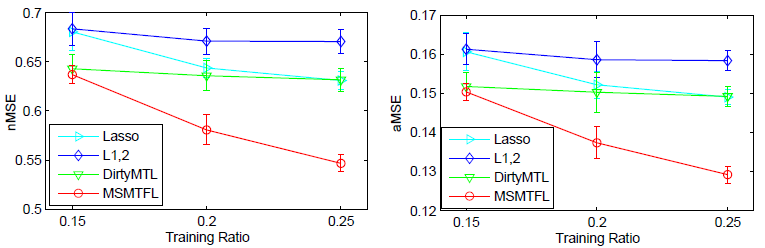 0.7
0.65
0.6
0.55
0.5
nMSE
Lasso
L1,2
DirtyMTL
MSMTFL
0.15
0.2
0.25
Training Ratio
0.17
0.16
0.15
0.14
0.13
0.12
aMSE
Lasso
L1,2
DirtyMTL
MSMTFL
0.15
0.2
0.25
Training Ratio